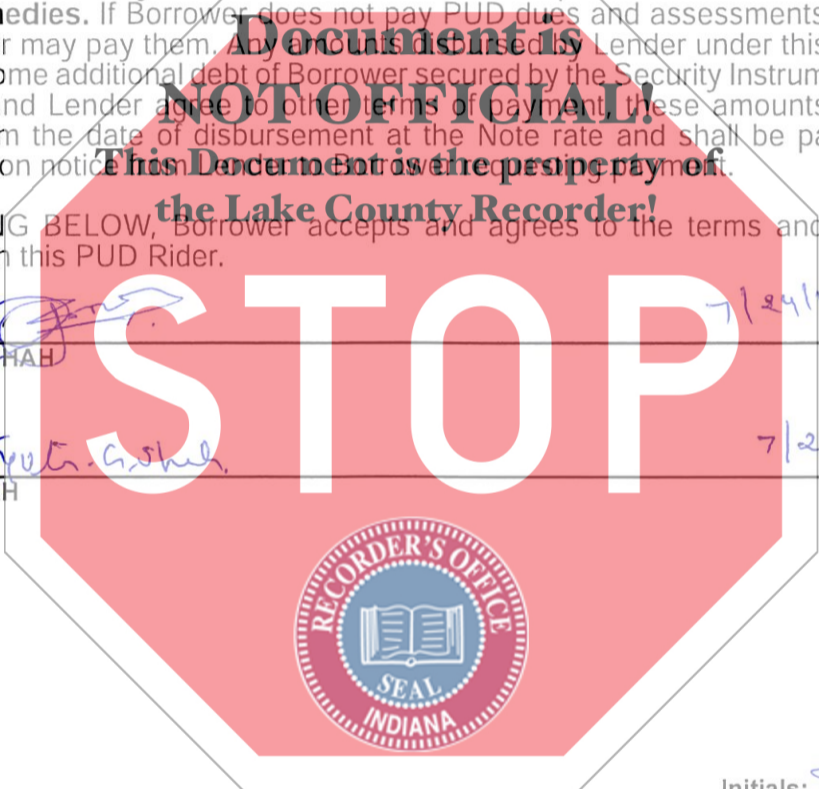 edies. If Borrower does not pay PUD dues and assessments
r may pay them. Any amounts disbursed by Lender under this
ome additional debt of Borrower secured by the Security Instrum
nd Lender agree to other terms of payment, these amounts
m the date of disbursement at the Note rate and shall be pa
on notice from Lender to Borrower requesting payment.
Document is
NOT OFFICIAL!
This Document is the property of
the Lake County Recorder!
G BELOW, Borrower accepts and agrees to the terms and
n this PUD Rider.
7/24/
HAH
STOP
7/2
H
RECORDER'S OFFICE
SEAL
INDIANA
Initials: